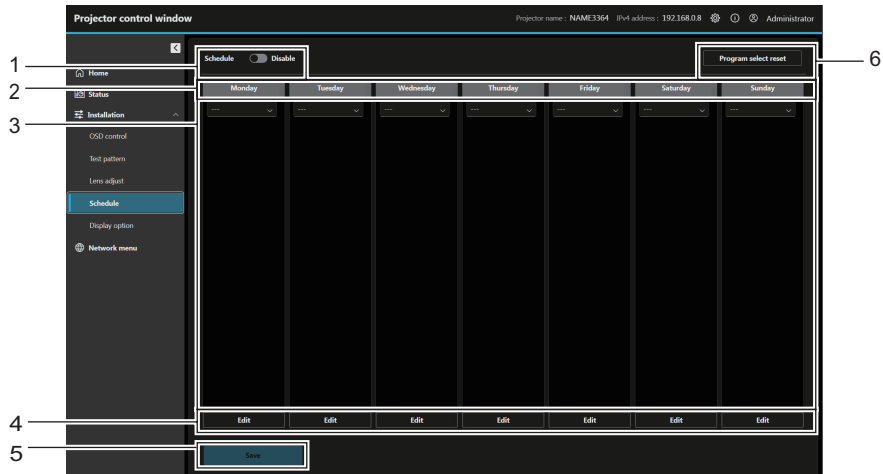 Projector control window Projector name : NAME3364 IPv4 address : 192.168.0.8 Administrator
1 Schedule Disable Program select reset 6
Home
2 Status Monday Tuesday Wednesday Thursday Friday Saturday Sunday
3 Installation --- --- --- --- --- --- ---
OSD control
Test pattern
Lens adjust
Schedule
Display option
Network menu
4 Edit Edit Edit Edit Edit Edit Edit
5 Save